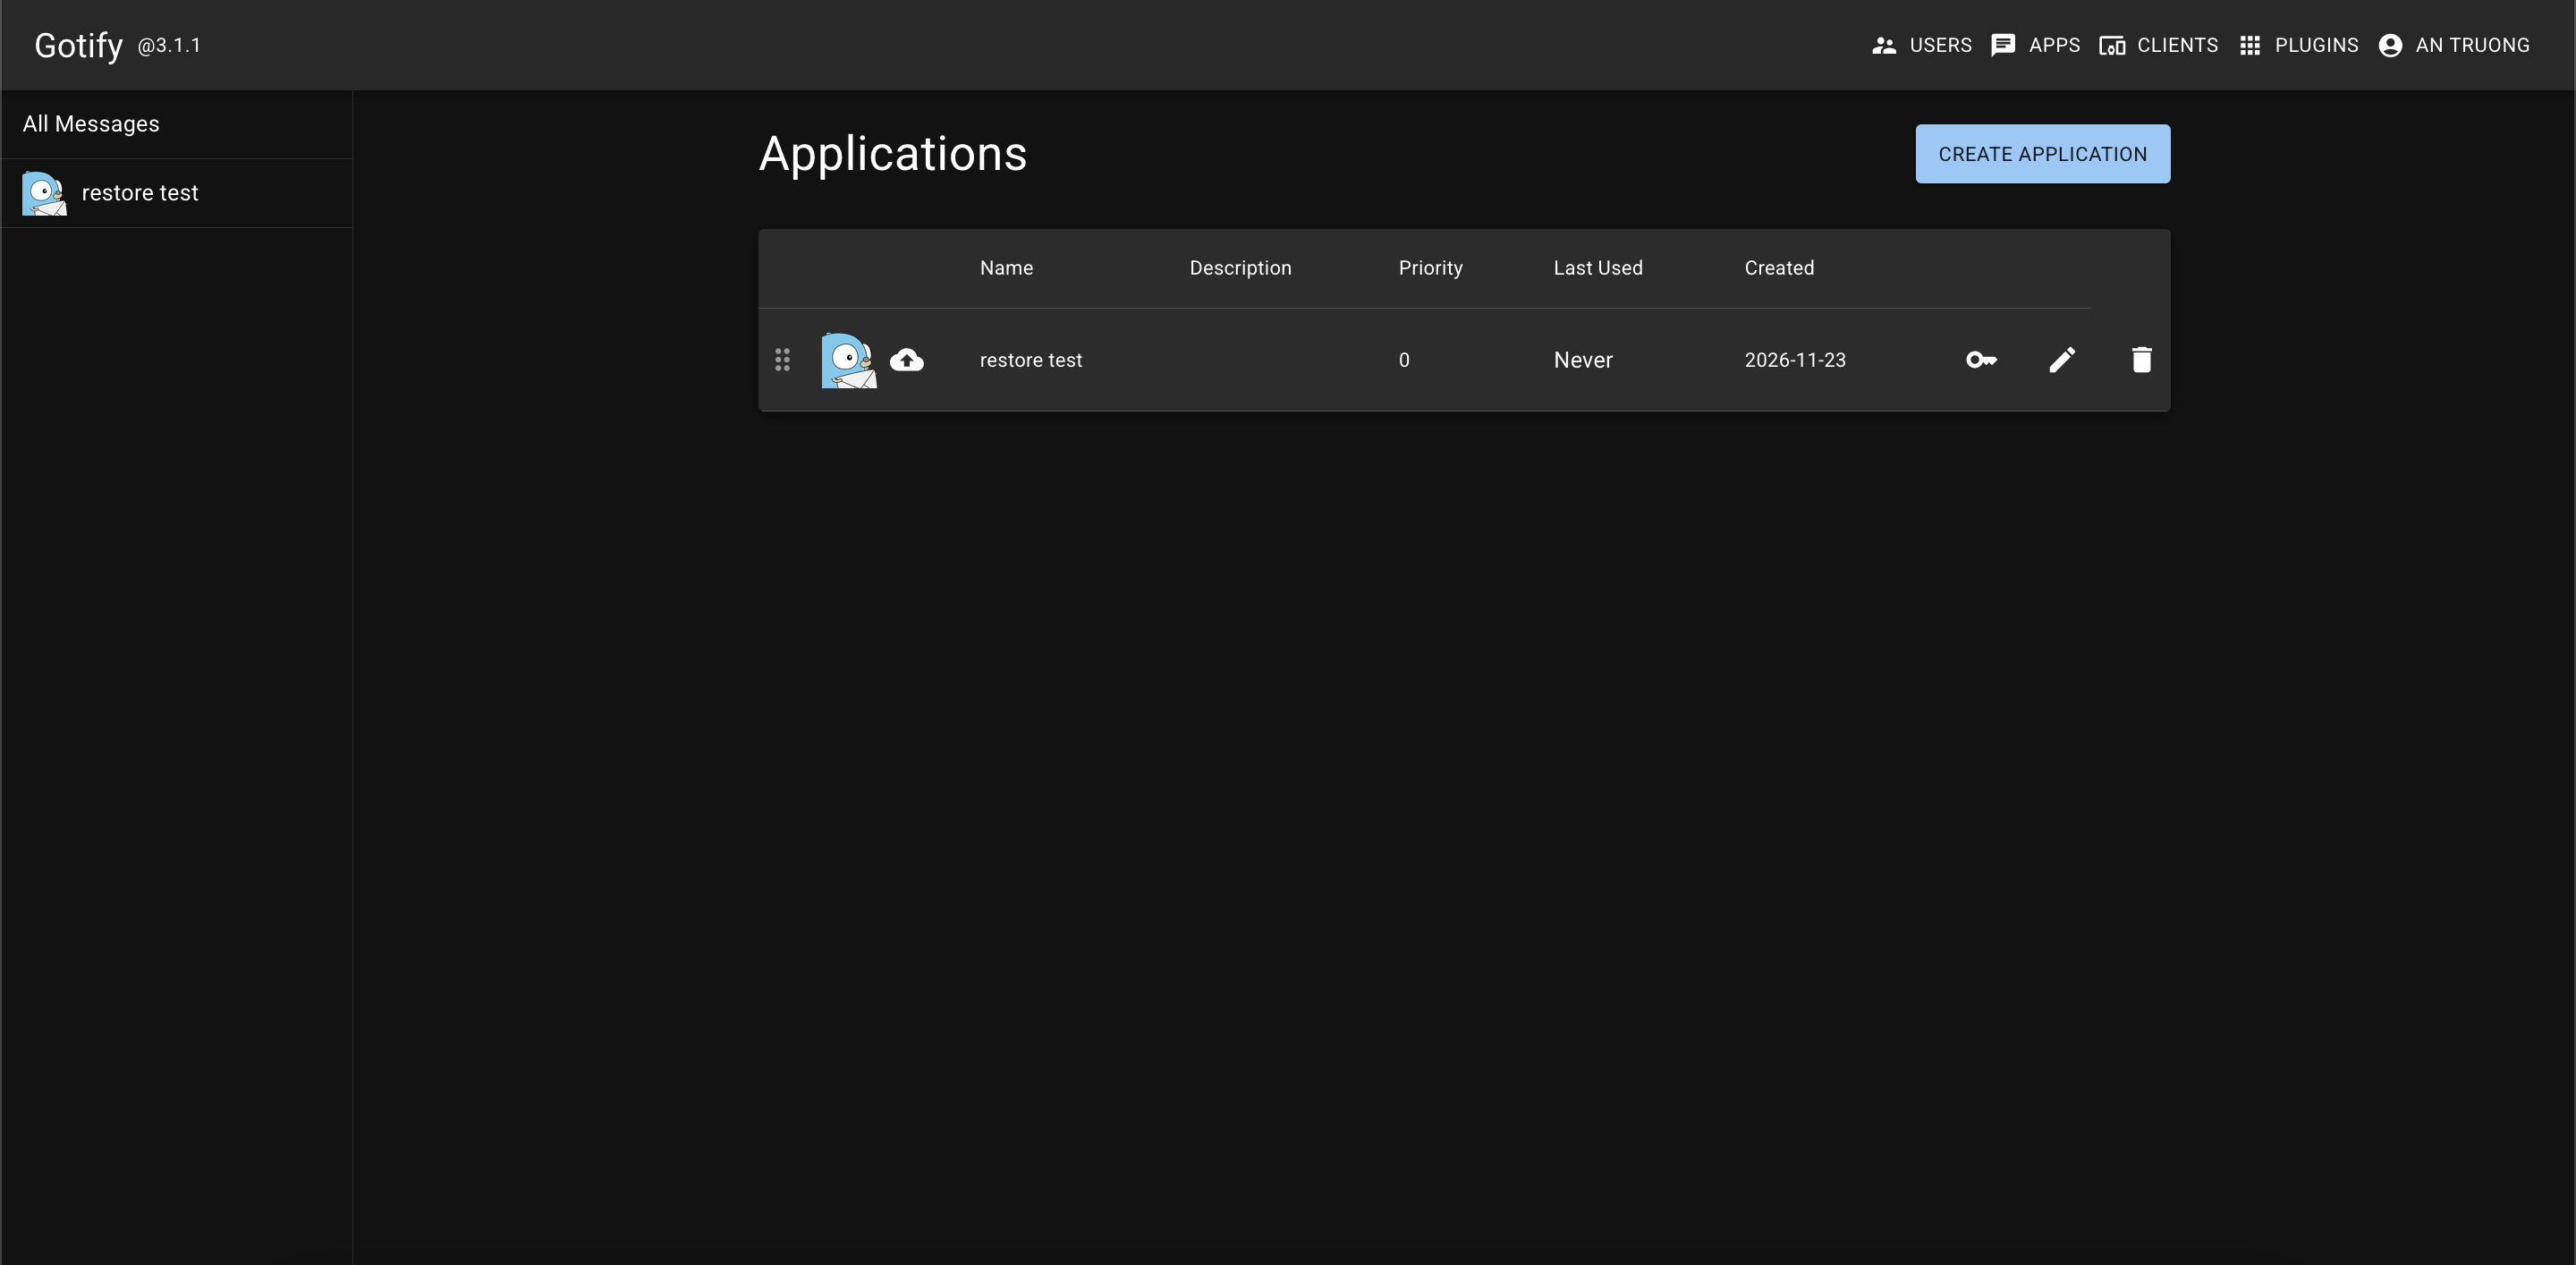 Gotify @3.1.1
USERS APPS CLIENTS PLUGINS AN TRUONG
All Messages
restore test
Applications
CREATE APPLICATION
Name Description Priority Last Used Created
restore test 0 Never 2026-11-23